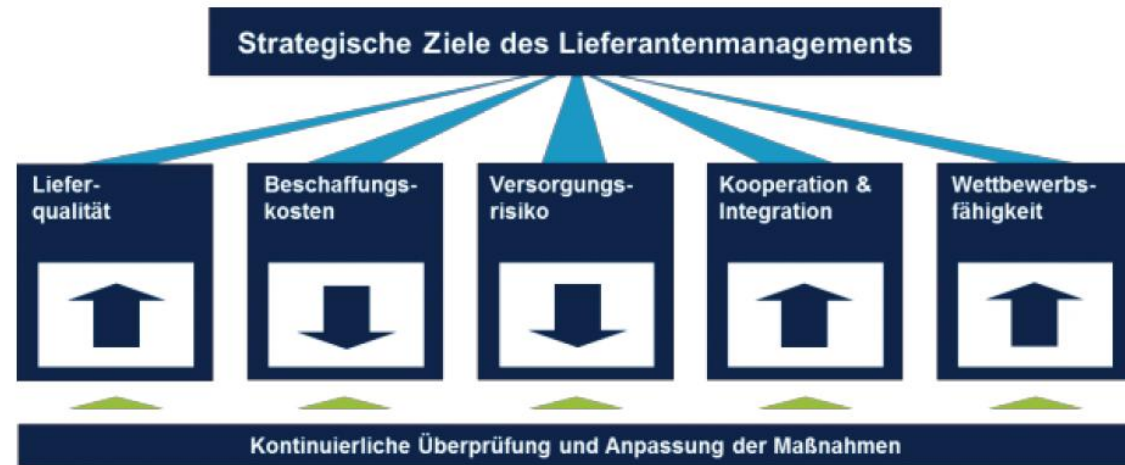 Strategische Ziele des Lieferantenmanagements
Liefer-
qualität
Beschaffungs-
kosten
Versorgungs-
risiko
Kooperation &
Integration
Wettbewerbs-
fähigkeit
Kontinuierliche Überprüfung und Anpassung der Maßnahmen